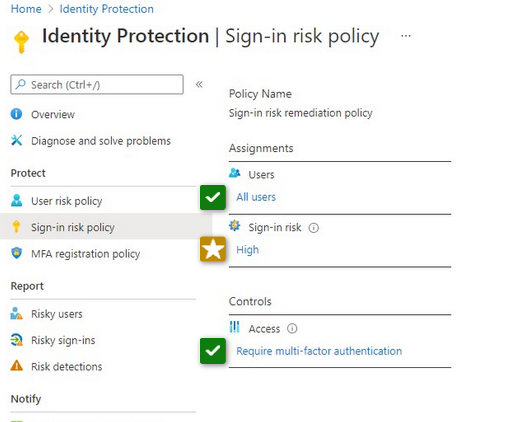 Home > Identity Protection
Identity Protection | Sign-in risk policy ...
Search (Ctrl+/) «
Overview
Diagnose and solve problems
Protect
User risk policy
Sign-in risk policy
MFA registration policy
Report
Risky users
Risky sign-ins
Risk detections
Notify
Policy Name
Sign-in risk remediation policy
Assignments
Users
All users
Sign-in risk
High
Controls
Access
Require multi-factor authentication